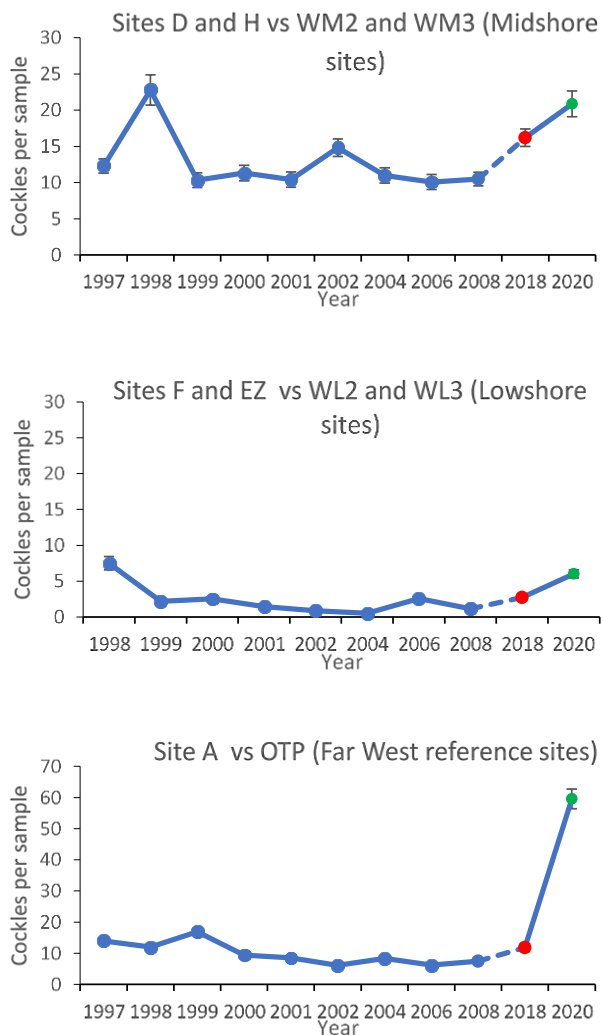 Sites D and H vs WM2 and WM3 (Midshore
sites)
Cockles per sample
30
25
20
15
10
5
0
1997 1998 1999 2000 2001 2002 2004 2006 2008 2018 2020
Year
Sites F and EZ vs WL2 and WL3 (Lowshore
sites)
Cockles per sample
30
25
20
15
10
5
0
1998 1999 2000 2001 2002 2004 2006 2008 2018 2020
Year
Site A vs OTP (Far West reference sites)
Cockles per sample
70
60
50
40
30
20
10
0
1997 1998 1999 2000 2001 2002 2004 2006 2008 2018 2020
Year